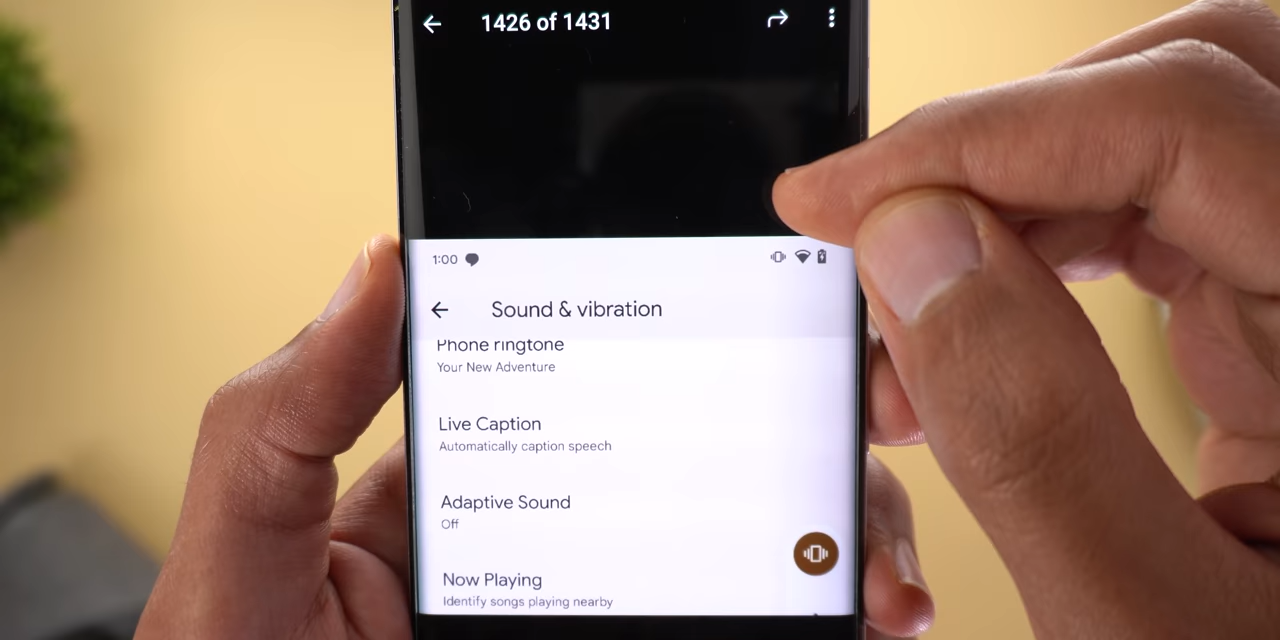 1426 of 1431
1:00
Sound & vibration
Phone ringtone
Your New Adventure
Live Caption
Automatically caption speech
Adaptive Sound
Off
Now Playing
Identify songs playing nearby